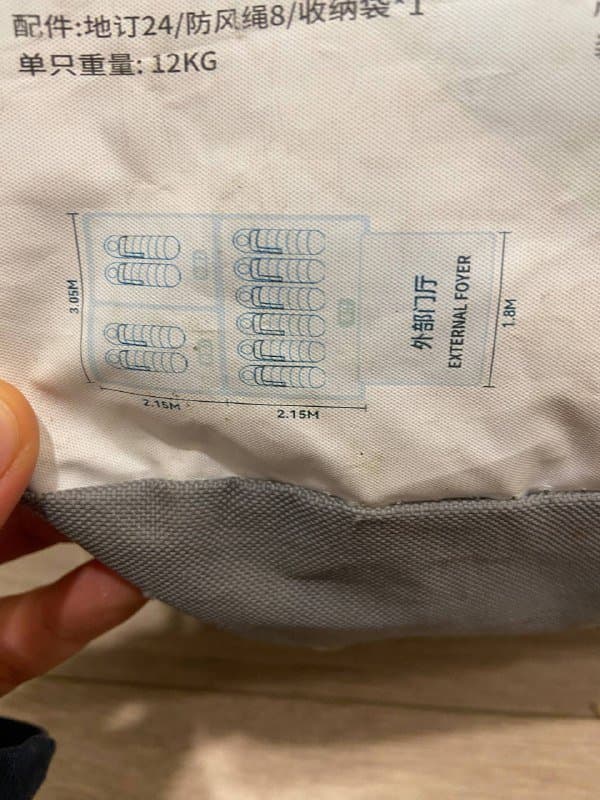 配件:地订24/防风绳8/收纳袋*1
单只重量: 12KG
3.05M
外部门厅
EXTERNAL FOYER
1.8M
2.15M
2.15M